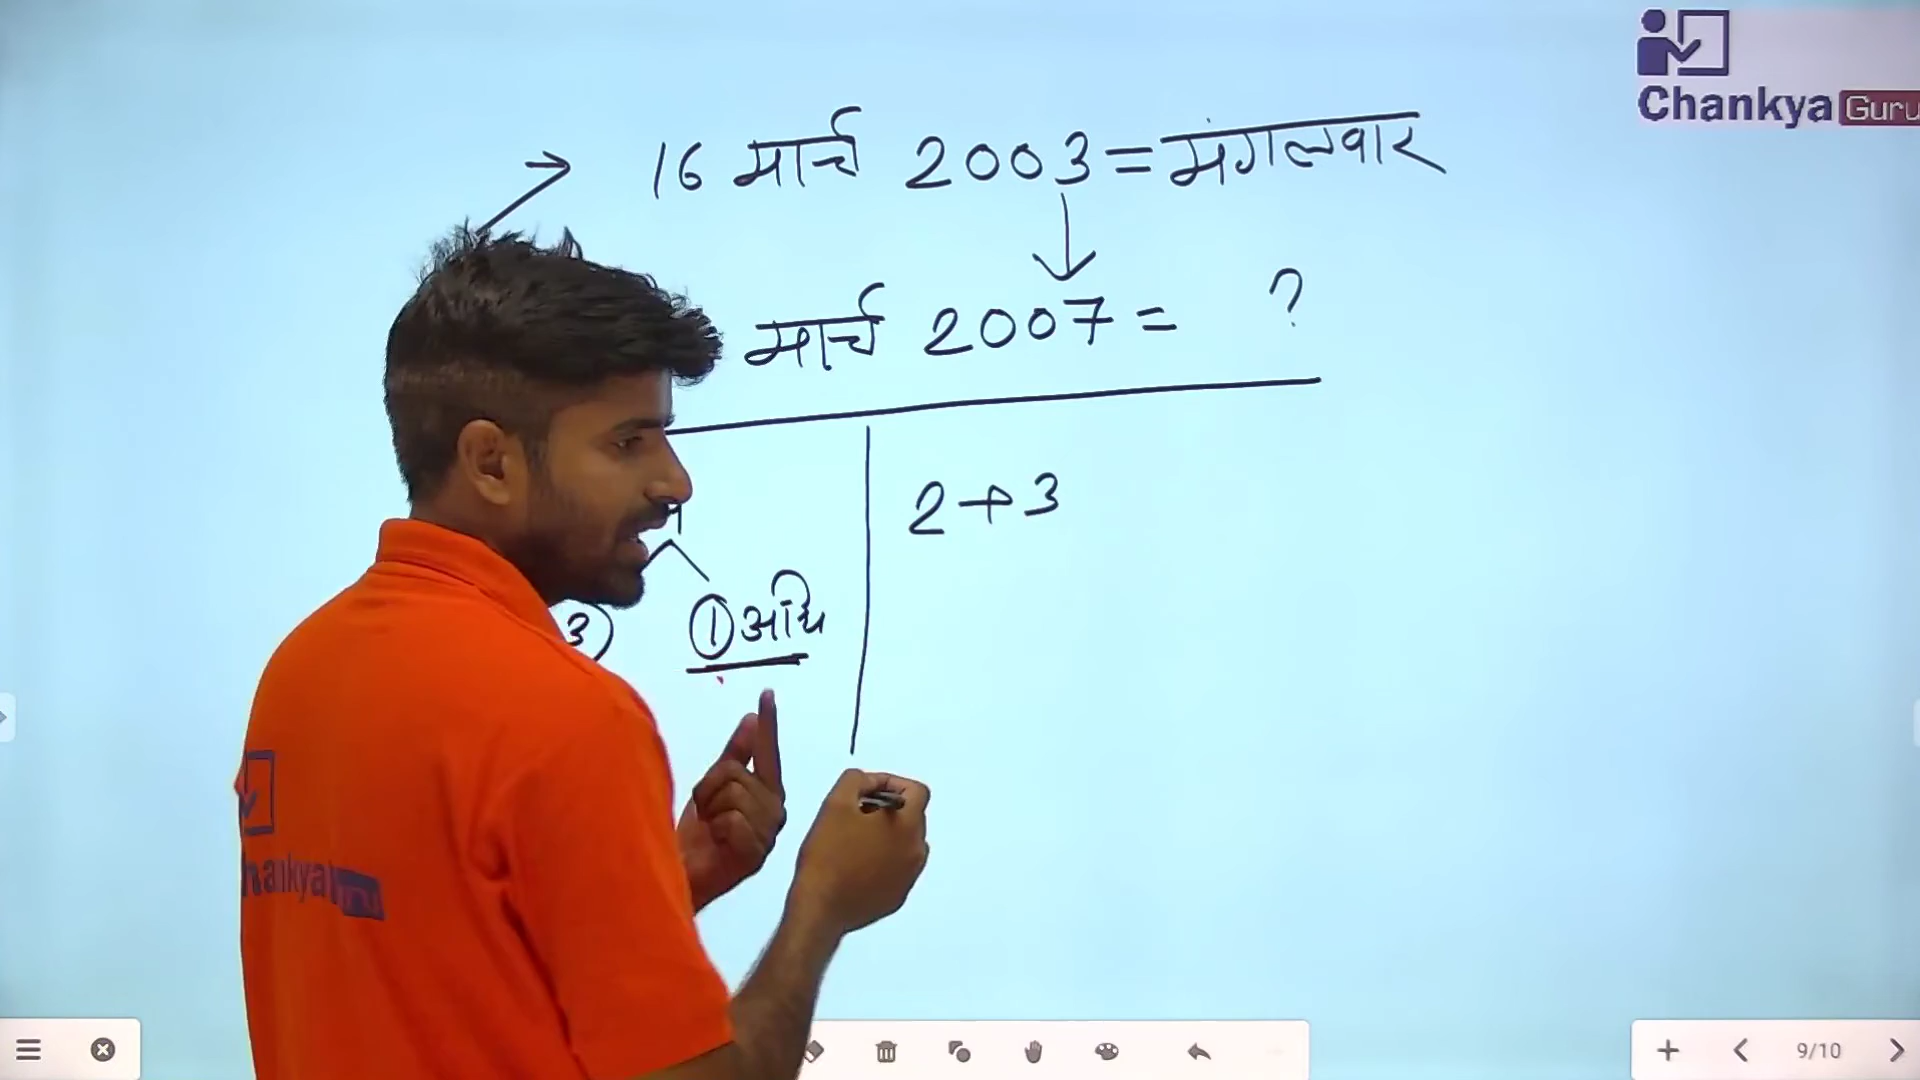 Chankya Guru
16 मार्च 2003 = मंगलवार
मार्च 2007 = ?
2 + 3
3 1 अधि
9/10